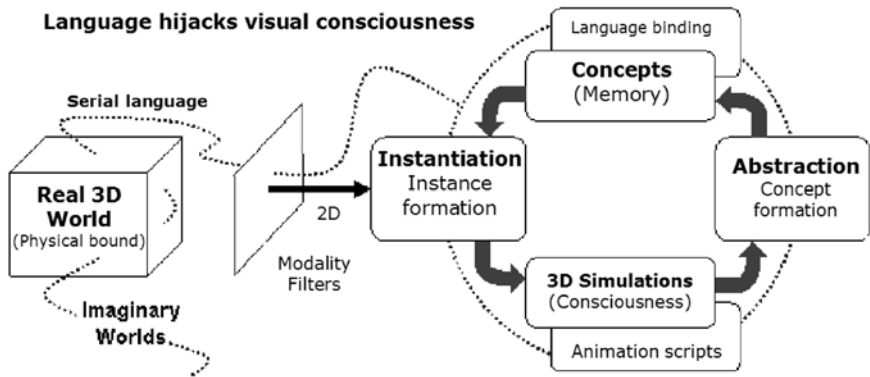 Language hijacks visual consciousness
Language binding
Concepts
(Memory)
Serial language
Instantiation
Instance
formation
Abstraction
Concept
formation
Real 3D
World
(Physical bound)
2D
Modality
Filters
3D Simulations
(Consciousness)
Imaginary
Worlds
Animation scripts